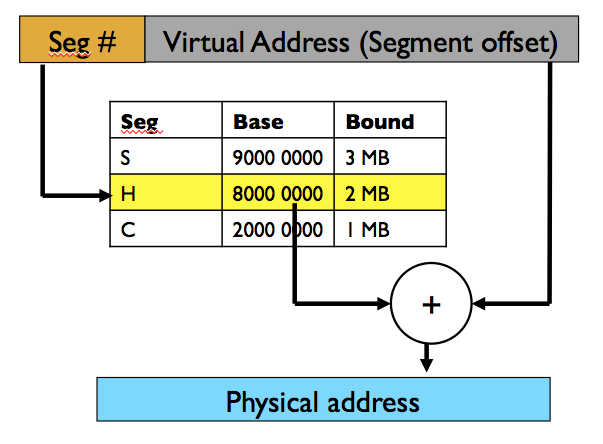 Seg # Virtual Address (Segment offset)
Seg Base Bound
S 9000 0000 3 MB
H 8000 0000 2 MB
C 2000 0000 1 MB
+
Physical address